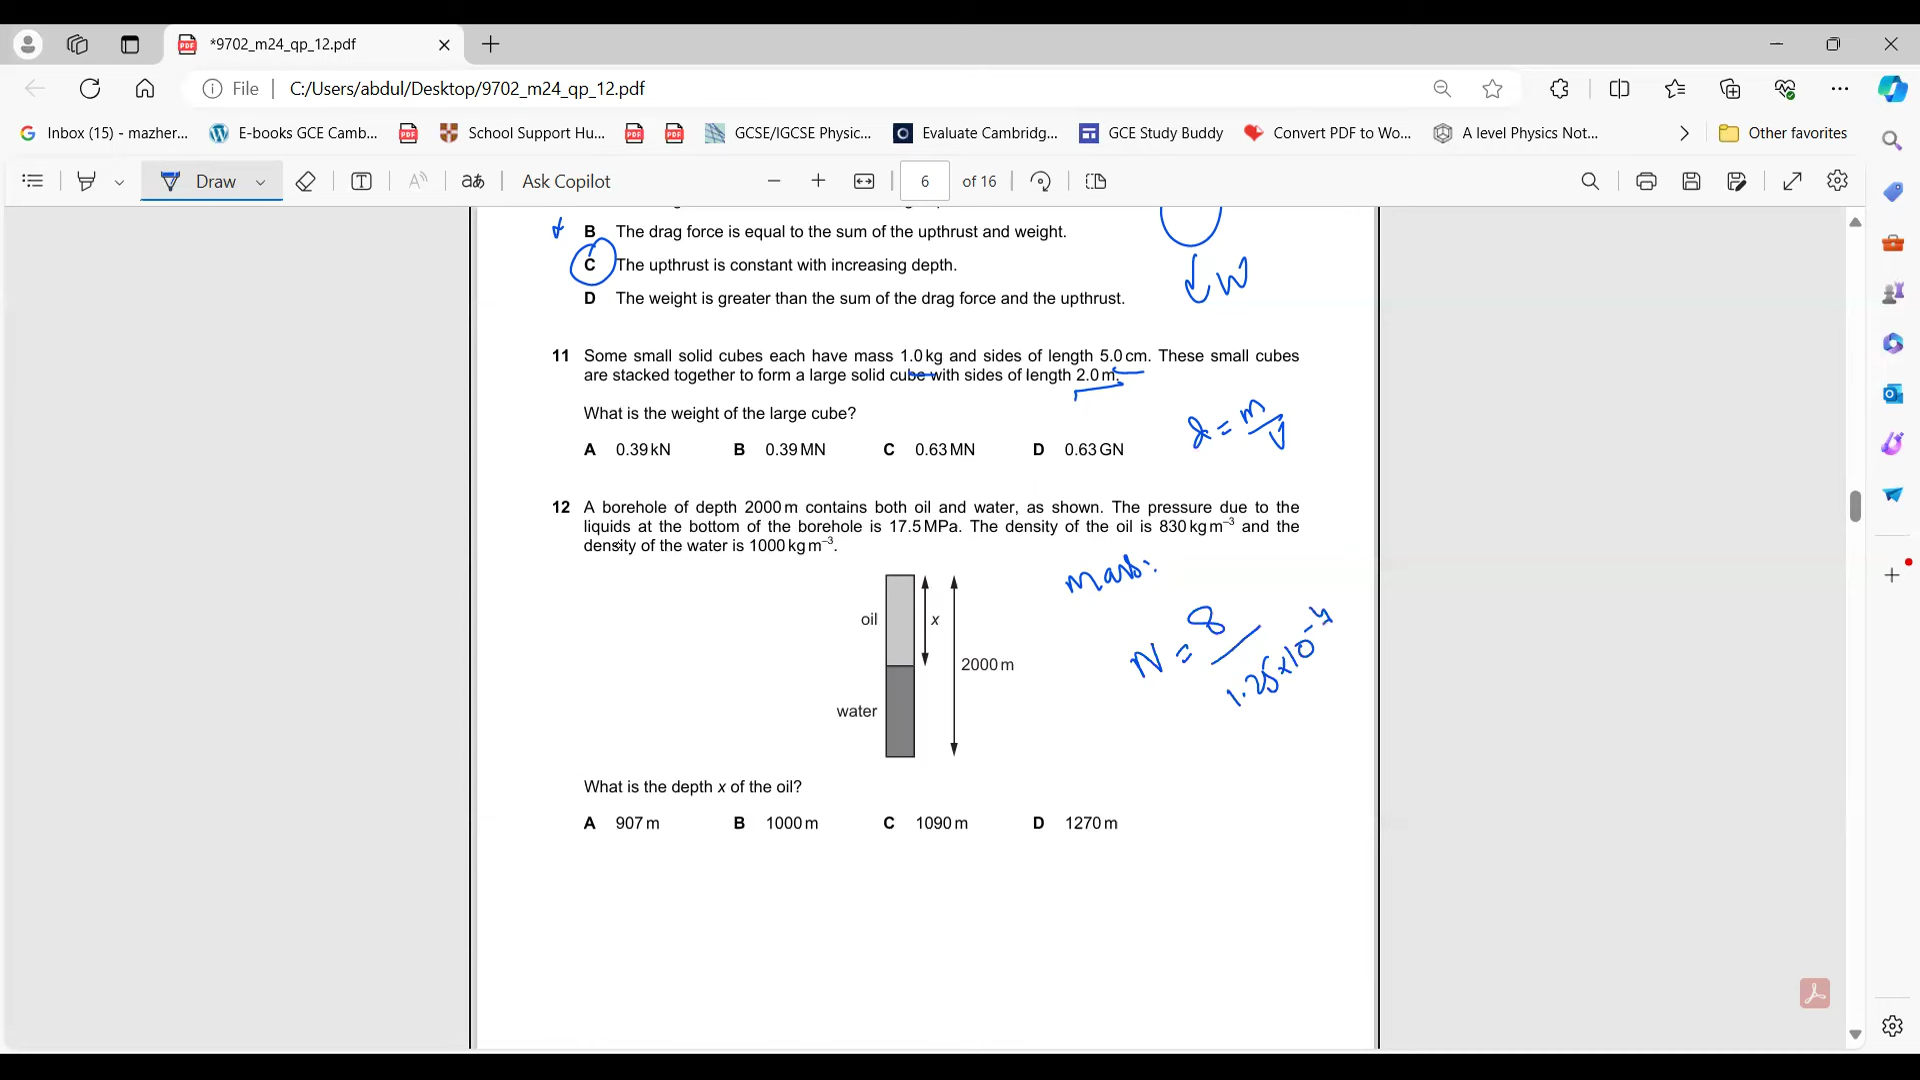 *9702_m24_qp_12.pdf
File
C:/Users/abdul/Desktop/9702_m24_qp_12.pdf
Inbox (15) - mazher...
E-books GCE Camb...
School Support Hu...
GCSE/IGCSE Physic...
Evaluate Cambridg...
GCE Study Buddy
Convert PDF to Wo...
A level Physics Not...
Other favorites
Draw
Ask Copilot
6 of 16
B The drag force is equal to the sum of the upthrust and weight.
C The upthrust is constant with increasing depth.
D The weight is greater than the sum of the drag force and the upthrust.
W
11 Some small solid cubes each have mass 1.0 kg and sides of length 5.0 cm. These small cubes
are stacked together to form a large solid cube with sides of length 2.0 m.
What is the weight of the large cube?
A 0.39 kN B 0.39 MN C 0.63 MN D 0.63 GN
= m/V
12 A borehole of depth 2000 m contains both oil and water, as shown. The pressure due to the
liquids at the bottom of the borehole is 17.5 MPa. The density of the oil is 830 kg m⁻³ and the
density of the water is 1000 kg m⁻³.
mass:
N = 8 / 1.25×10⁻⁴
oil
x
2000 m
water
What is the depth x of the oil?
A 907 m B 1000 m C 1090 m D 1270 m